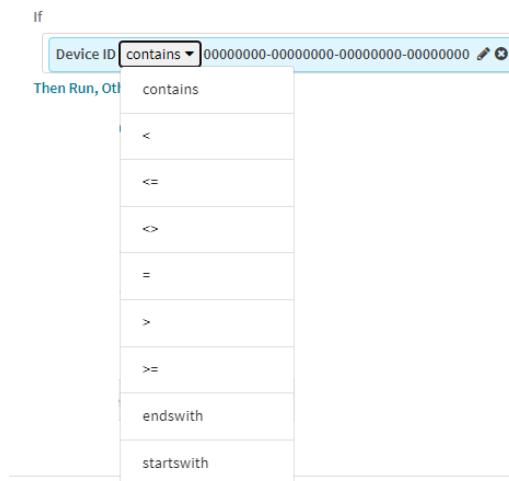 If
Device ID contains 00000000-00000000-00000000-00000000
Then Run, Oth
contains
<
<=
<>
=
>
>=
endswith
startswith